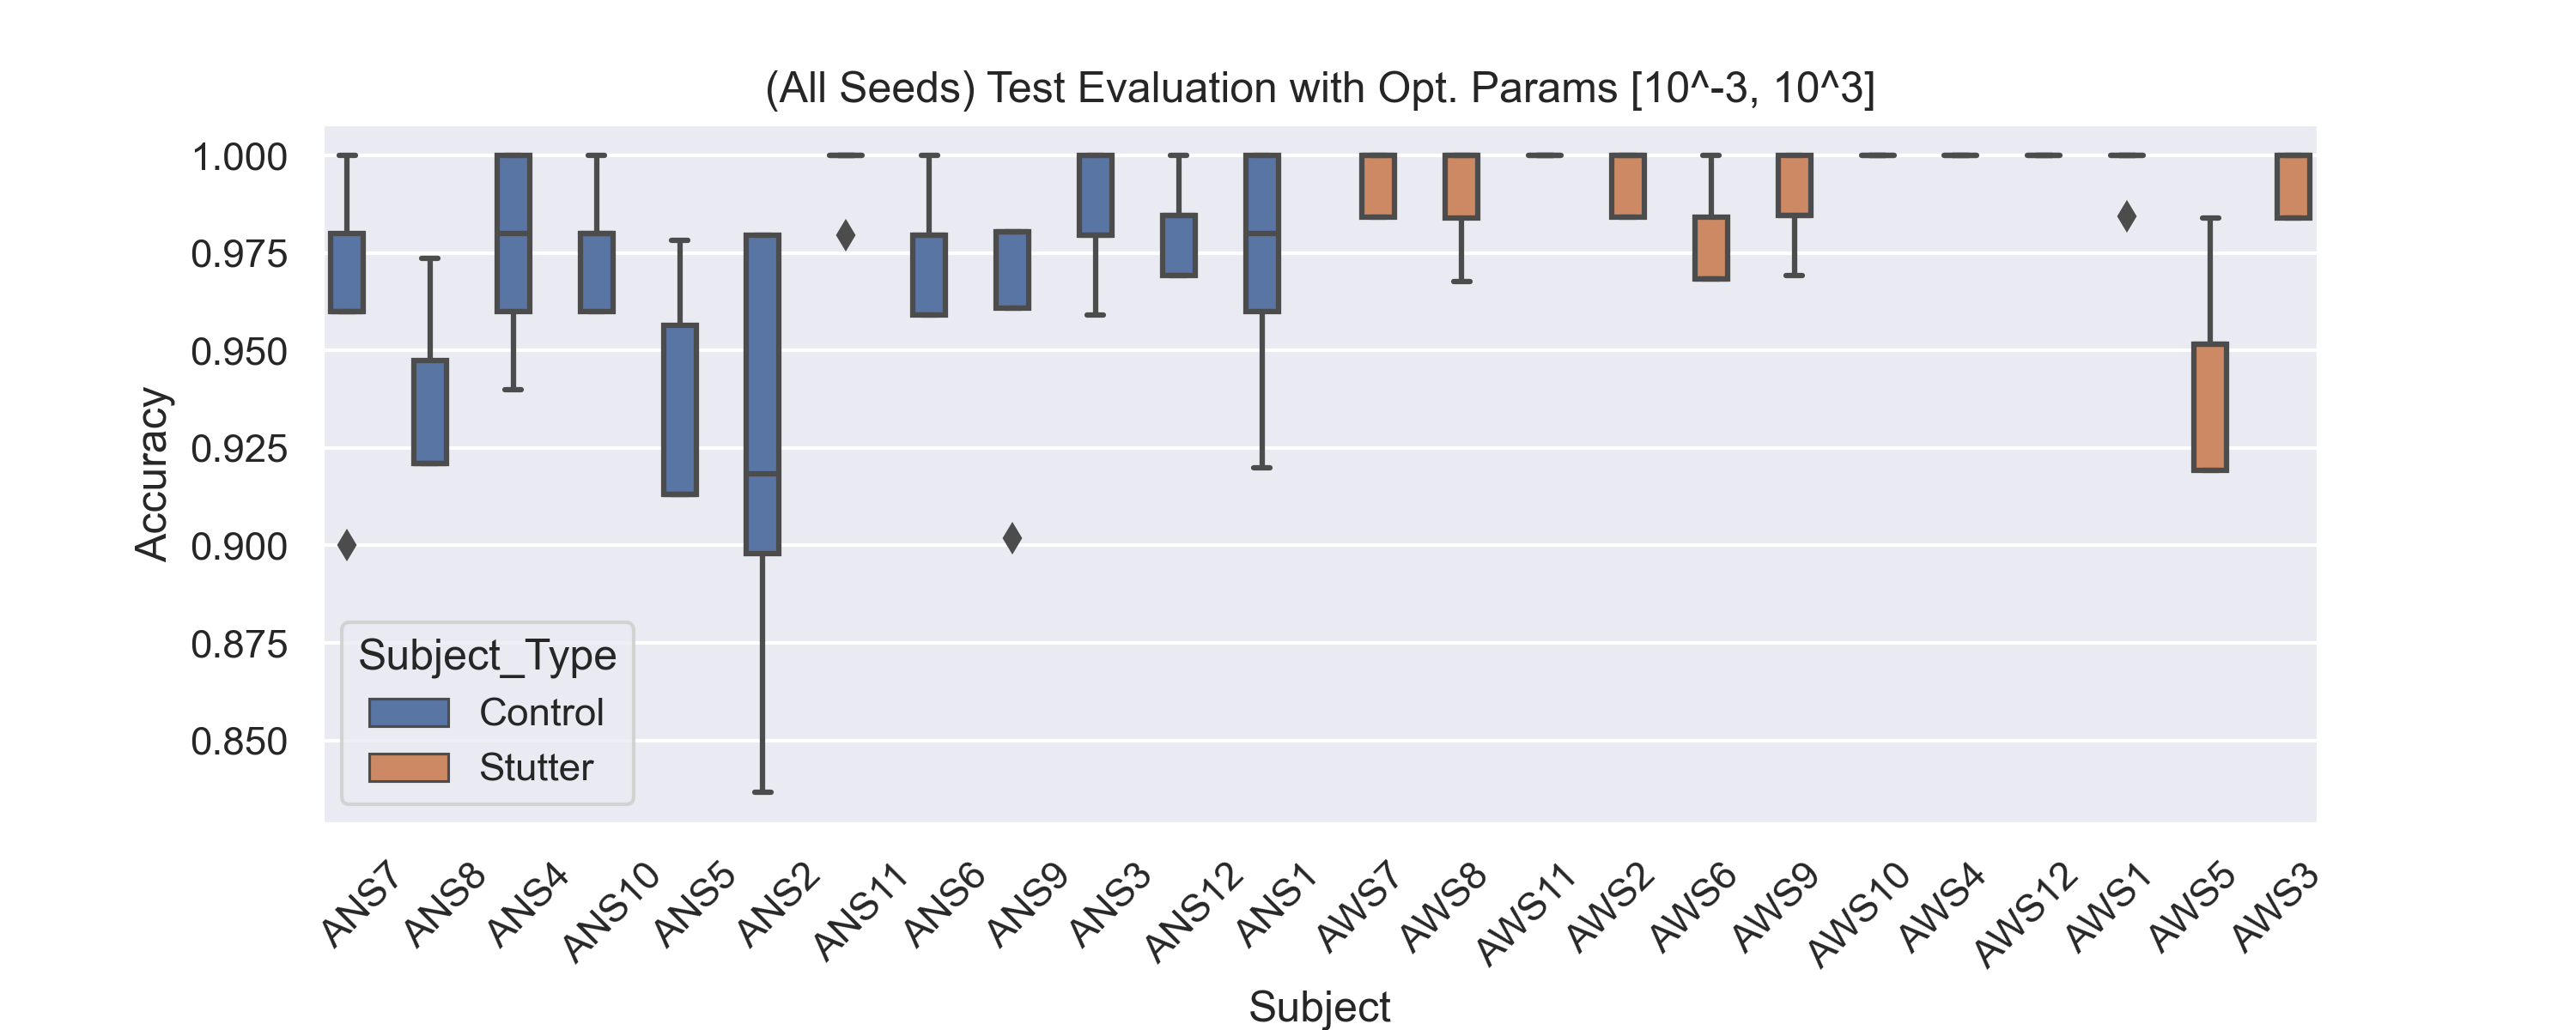 (All Seeds) Test Evaluation with Opt. Params [10^-3, 10^3]
Accuracy
1.000
0.975
0.950
0.925
0.900
0.875
0.850
Subject_Type
Control
Stutter
ANS7
ANS8
ANS4
ANS10
ANS5
ANS2
ANS11
ANS6
ANS9
ANS3
ANS12
ANS1
AWS7
AWS8
AWS11
AWS2
AWS6
AWS9
AWS10
AWS4
AWS12
AWS1
AWS5
AWS3
Subject